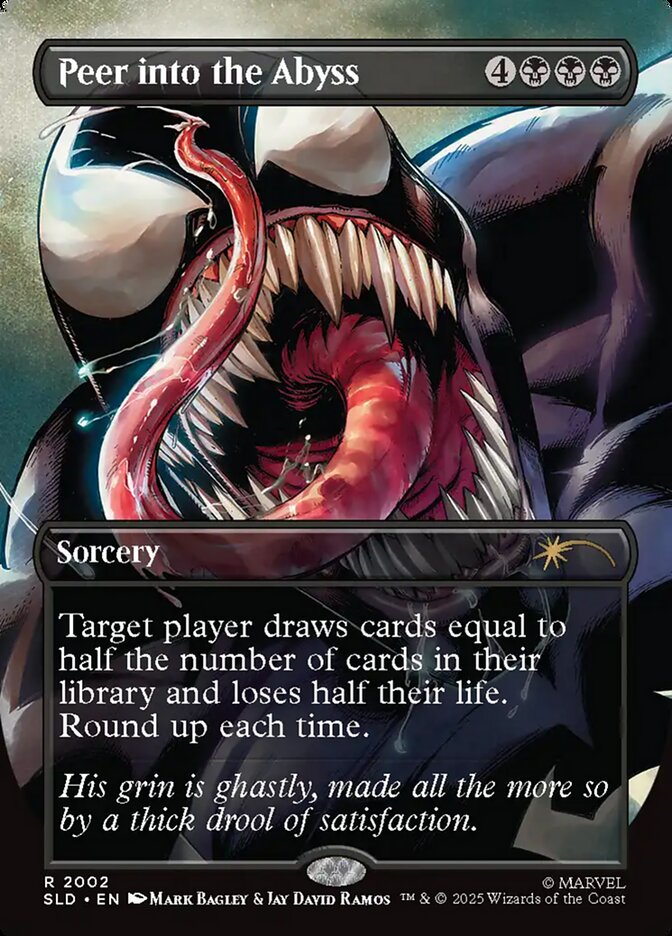 Peer into the Abyss 4
Sorcery
Target player draws cards equal to
half the number of cards in their
library and loses half their life.
Round up each time.
His grin is ghastly, made all the more so
by a thick drool of satisfaction.
R 2002
SLD • EN MARK BAGLEY & JAY DAVID RAMOS
© MARVEL
™ & © 2025 Wizards of the Coast